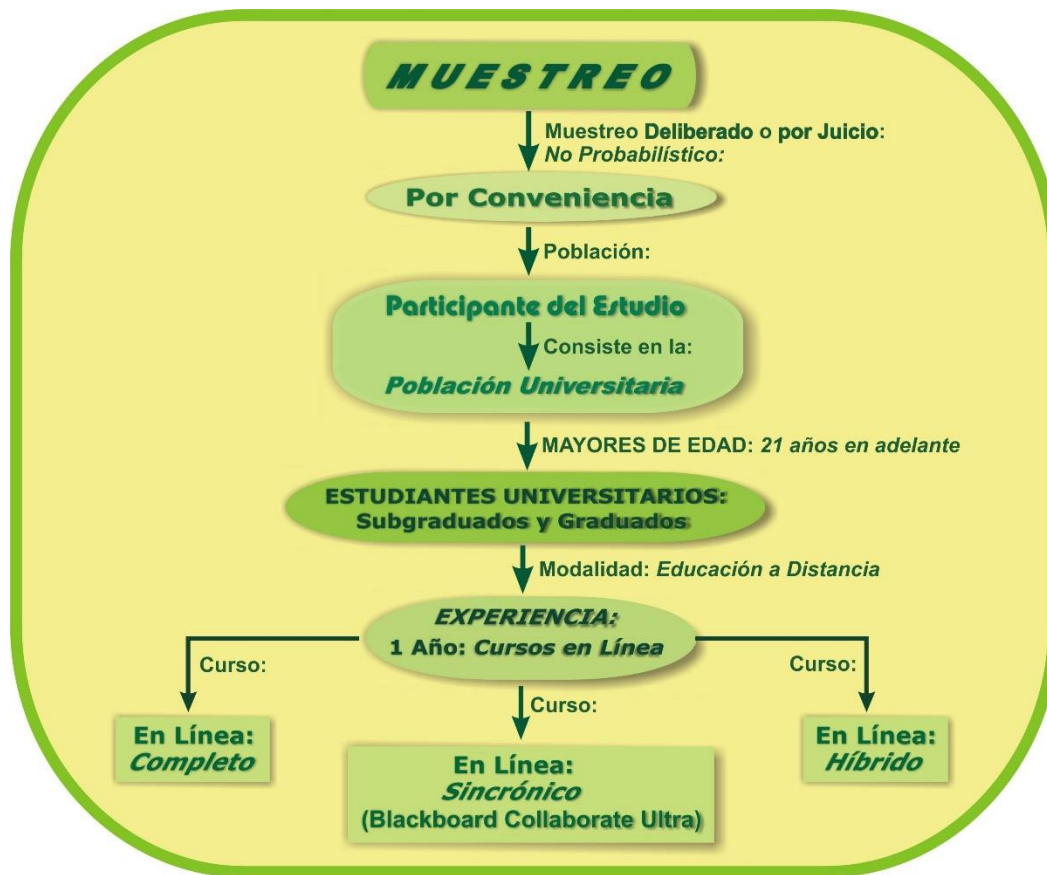 MUESTREO
Muestreo Deliberado o por Juicio:
No Probabilístico:
Por Conveniencia
Población:
Participante del Estudio
Consiste en la:
Población Universitaria
MAYORES DE EDAD: 21 años en adelante
ESTUDIANTES UNIVERSITARIOS:
Subgraduados y Graduados
Modalidad: Educación a Distancia
EXPERIENCIA:
1 Año: Cursos en Línea
Curso:
En Línea:
Completo
Curso:
En Línea:
Sincrónico
(Blackboard Collaborate Ultra)
Curso:
En Línea:
Híbrido